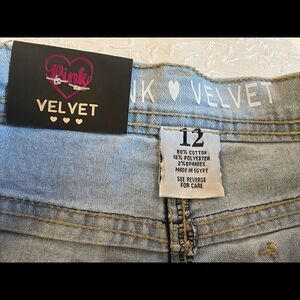 Pink
VELVET
NK ♥ VELVET
12
80% COTTON
18% POLYESTER
2% SPANDEX
MADE IN EGYPT
SEE REVERSE
FOR CARE